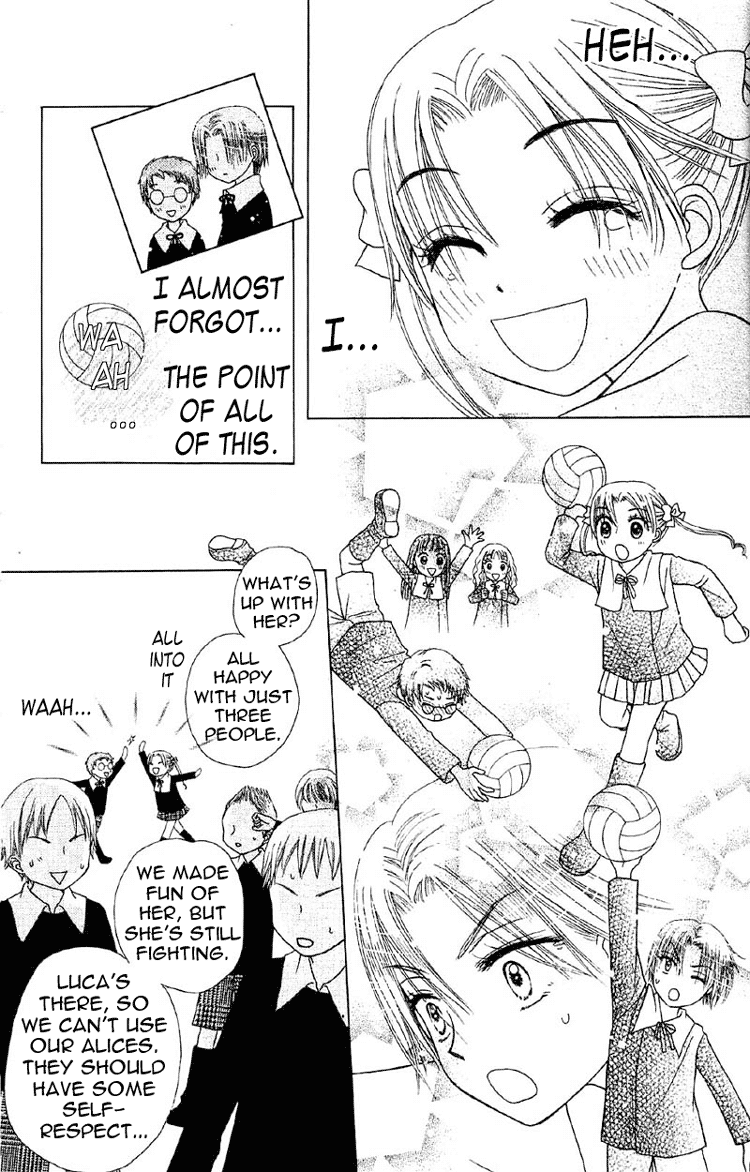 HEH...
I...
I ALMOST
FORGOT...
THE POINT
OF ALL
OF THIS.
WA
AH
...
WHAT'S
UP WITH
HER?
ALL
HAPPY
WITH JUST
THREE
PEOPLE.
ALL
INTO
IT
WAAH...
WE MADE
FUN OF
HER, BUT
SHE'S STILL
FIGHTING.
LUCA'S
THERE, SO
WE CAN'T USE
OUR ALICES.
THEY SHOULD
HAVE SOME
SELF-
RESPECT...